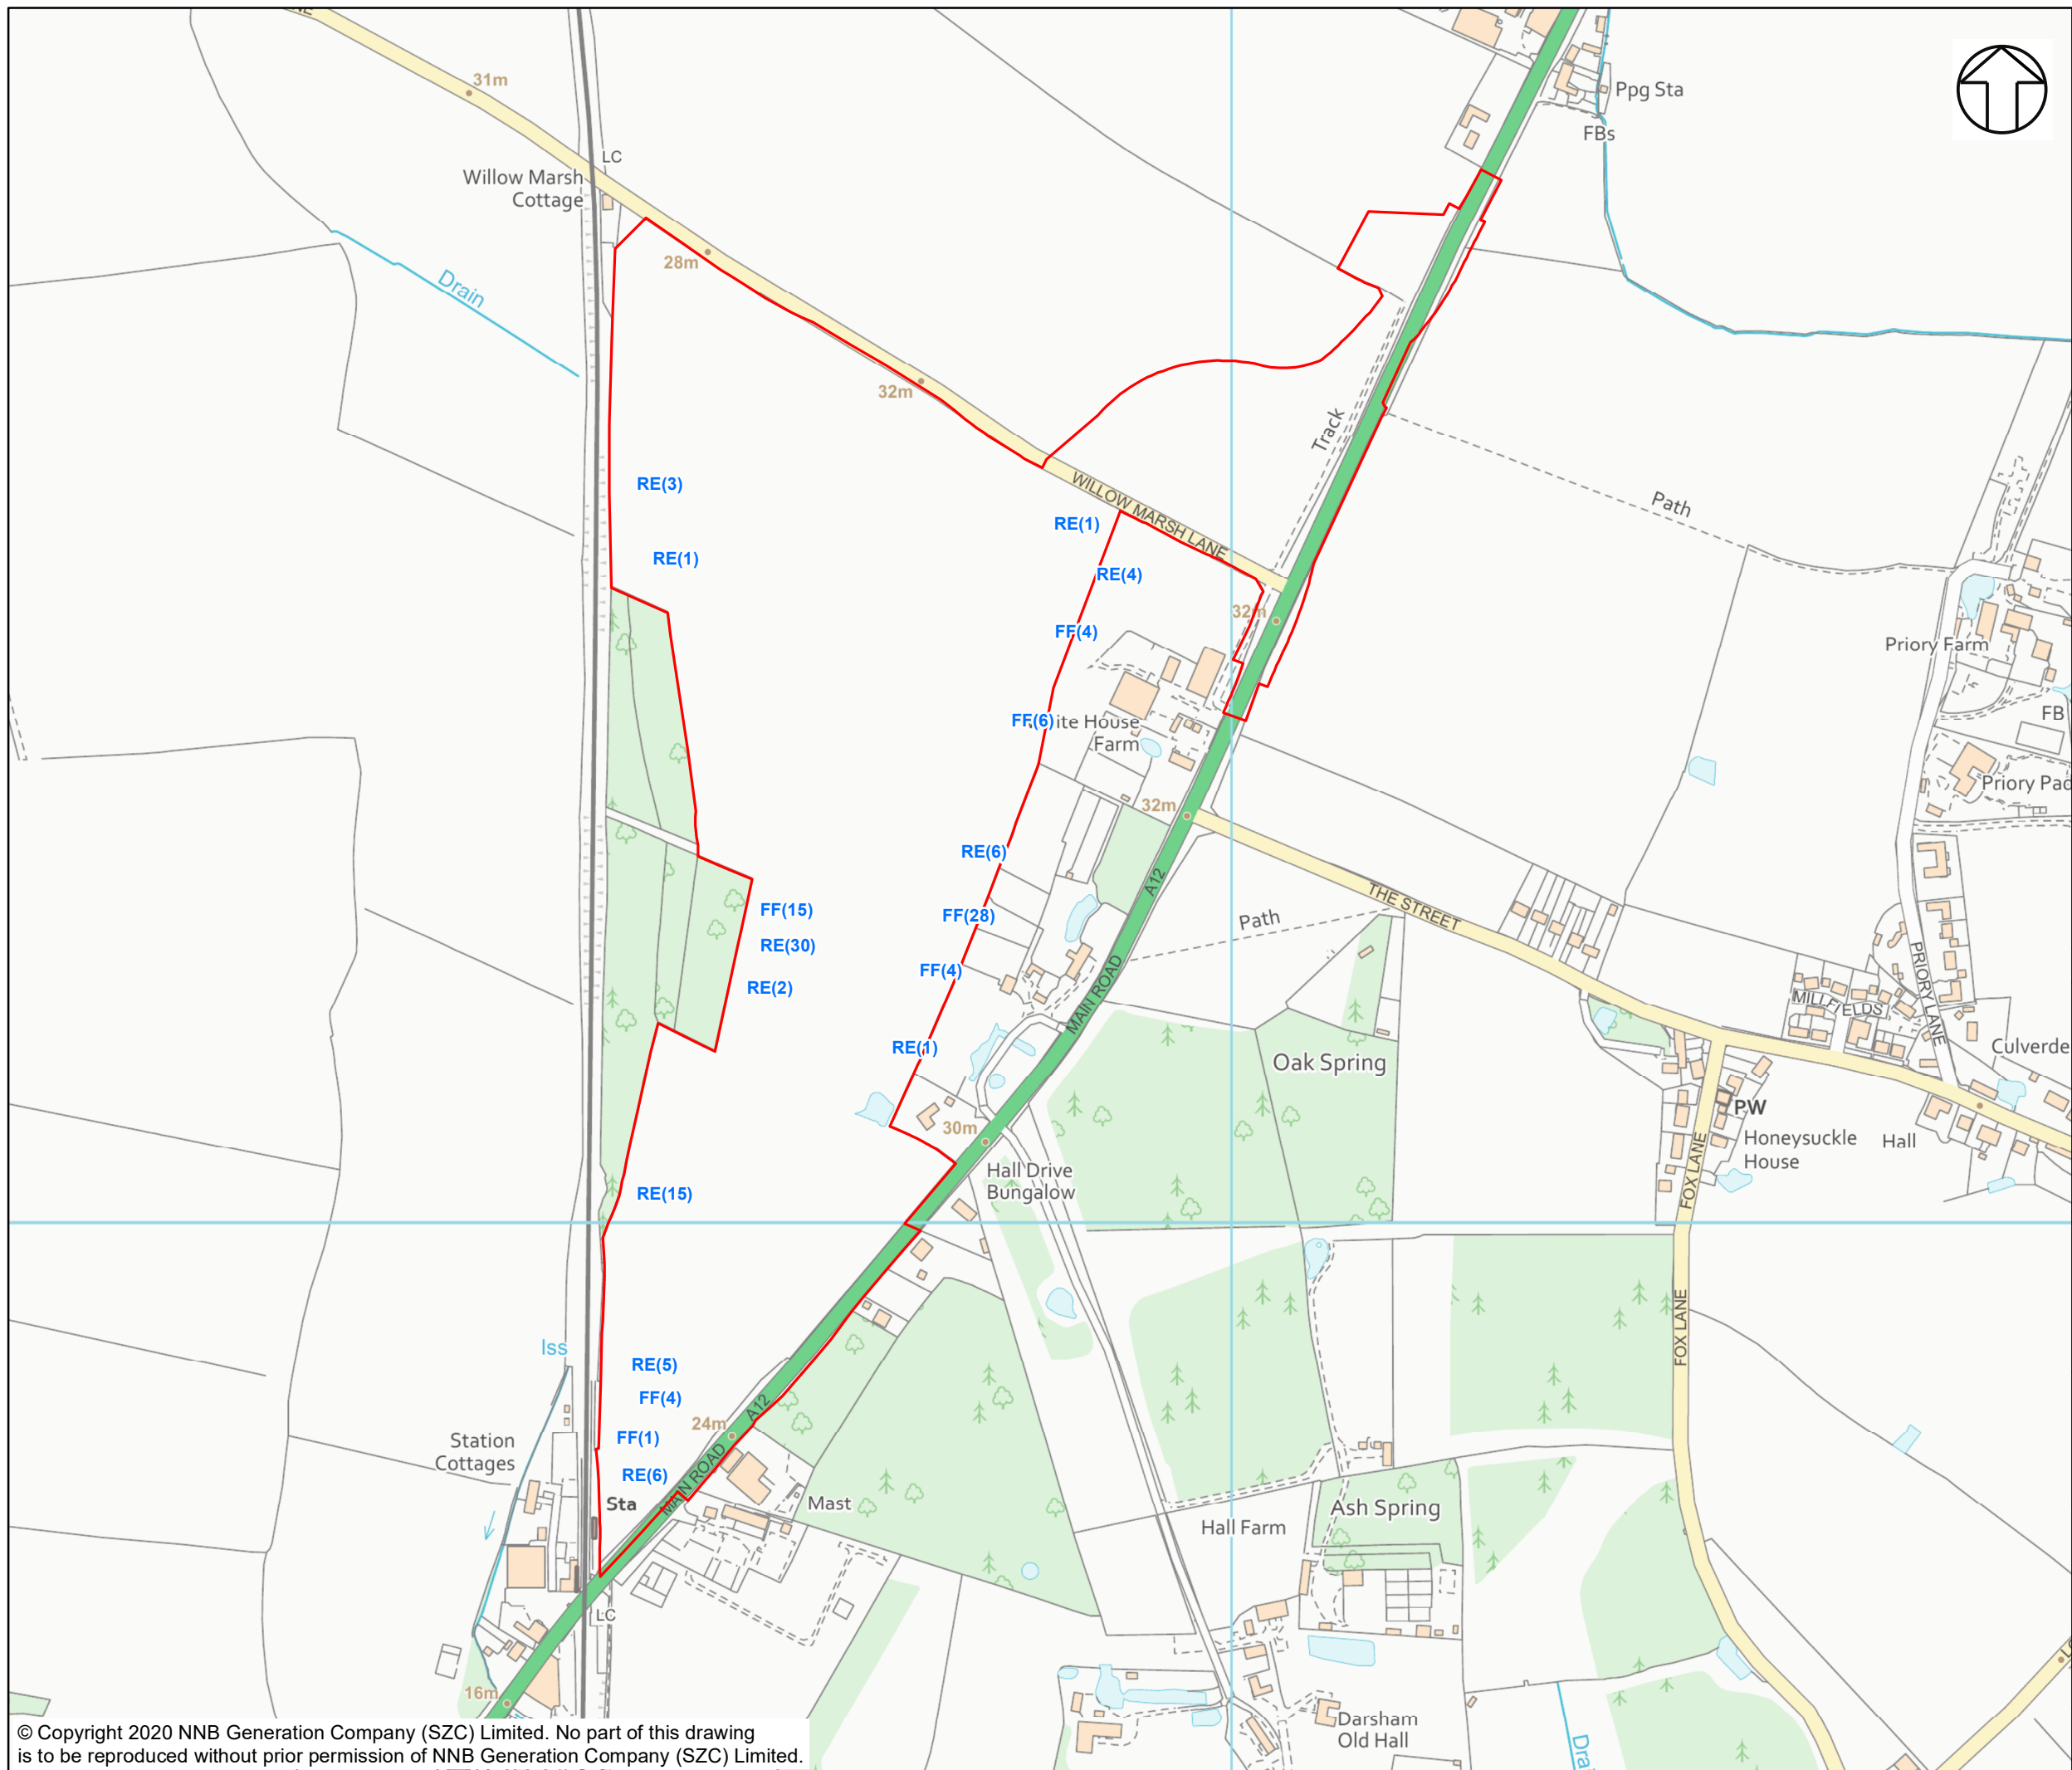 31m
Ppg Sta
FBs
LC
Willow Marsh
Cottage
28m
Drain
32m
Track
RE(3)
WILLOW MARSH LANE
Path
RE(1)
RE(1)
RE(4)
32m
FF(4)
Priory Farm
FF(6)
ite House
Farm
FB
Priory Pad
32m
RE(6)
A12
THE STREET
FF(15)
FF(28)
Path
RE(30)
FF(4)
MAIN ROAD
PRIORY LANE
RE(2)
MILLFIELDS
RE(1)
Oak Spring
Culverde
PW
30m
Honeysuckle
House
Hall
Hall Drive
Bungalow
FOX LANE
RE(15)
FOX LANE
Iss
RE(5)
FF(4)
A12
24m
FF(1)
Station
Cottages
RE(6)
MAIN ROAD
Sta
Mast
Hall Farm
Ash Spring
LC
16m
Darsham
Old Hall
© Copyright 2020 NNB Generation Company (SZC) Limited. No part of this drawing
is to be reproduced without prior permission of NNB Generation Company (SZC) Limited.